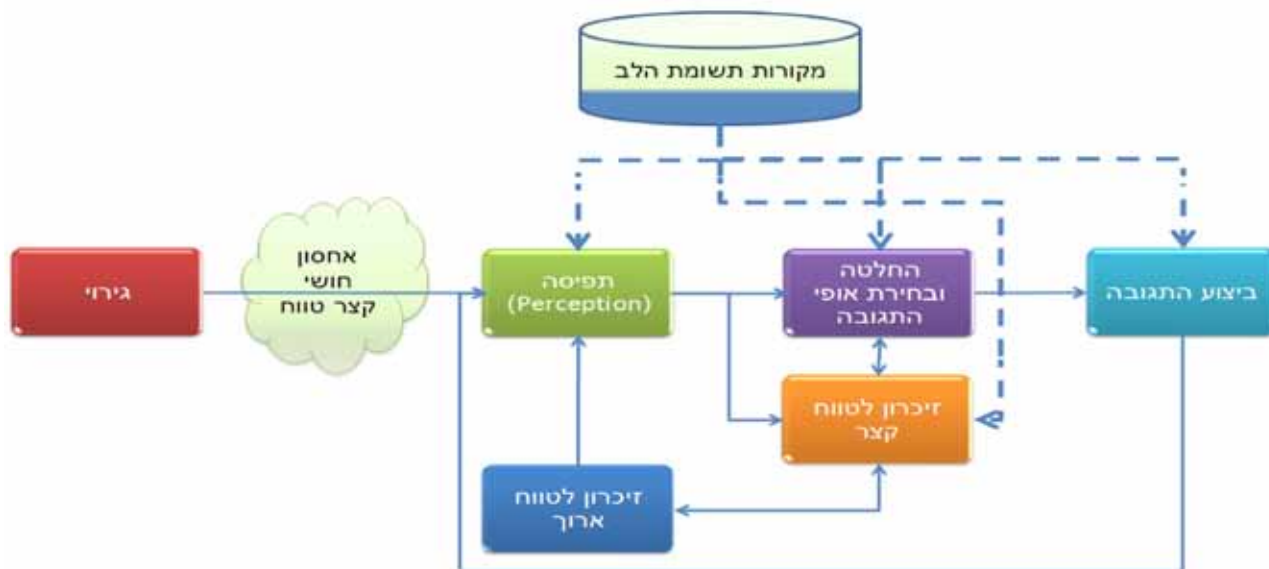 מקורות תשומת הלב
גירוי
אחסון
חושי
קצר טווח
תפיסה
(Perception)
החלטה
ובחירת אופי
התגובה
ביצוע התגובה
זיכרון לטווח
קצר
זיכרון לטווח
ארוך